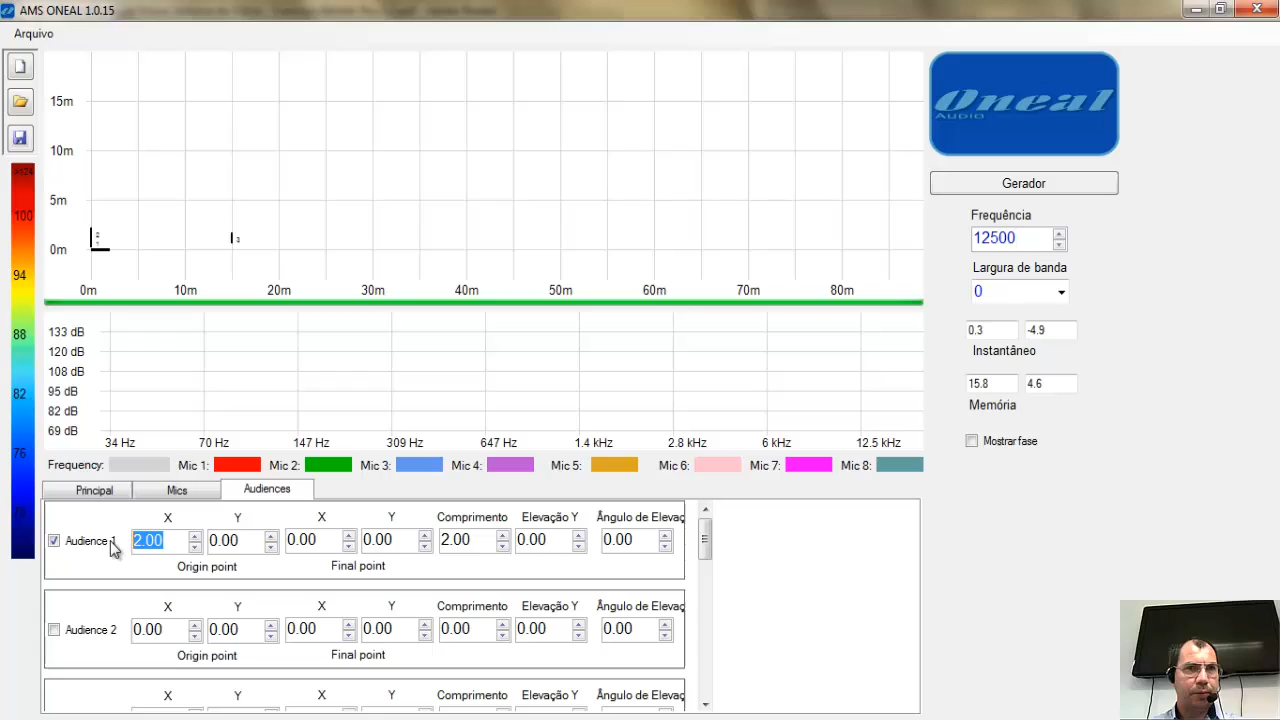 AMS ONEAL 1.0.15
Arquivo
15m
10m
5m
0m
2
1
3
0m 10m 20m 30m 40m 50m 60m 70m 80m
100
94
88
82
76
133 dB
120 dB
108 dB
95 dB
82 dB
69 dB
34 Hz 70 Hz 147 Hz 309 Hz 647 Hz 1.4 kHz 2.8 kHz 6 kHz 12.5 kHz
Frequency: Mic 1: Mic 2: Mic 3: Mic 4: Mic 5: Mic 6: Mic 7: Mic 8:
Principal Mics Audiences
X Y X Y Comprimento Elevação Y Ângulo de Elevaç
Audience 1 2.00 0.00 0.00 0.00 2.00 0.00 0.00
Origin point Final point
X Y X Y Comprimento Elevação Y Ângulo de Elevaç
Audience 2 0.00 0.00 0.00 0.00 0.00 0.00 0.00
Origin point Final point
X Y X Y Comprimento Elevação Y Ângulo de Elevaç
Oneal
AUDIO
Gerador
Frequência
12500
Largura de banda
0
0.3 -4.9
Instantâneo
15.8 4.6
Memória
Mostrar fase